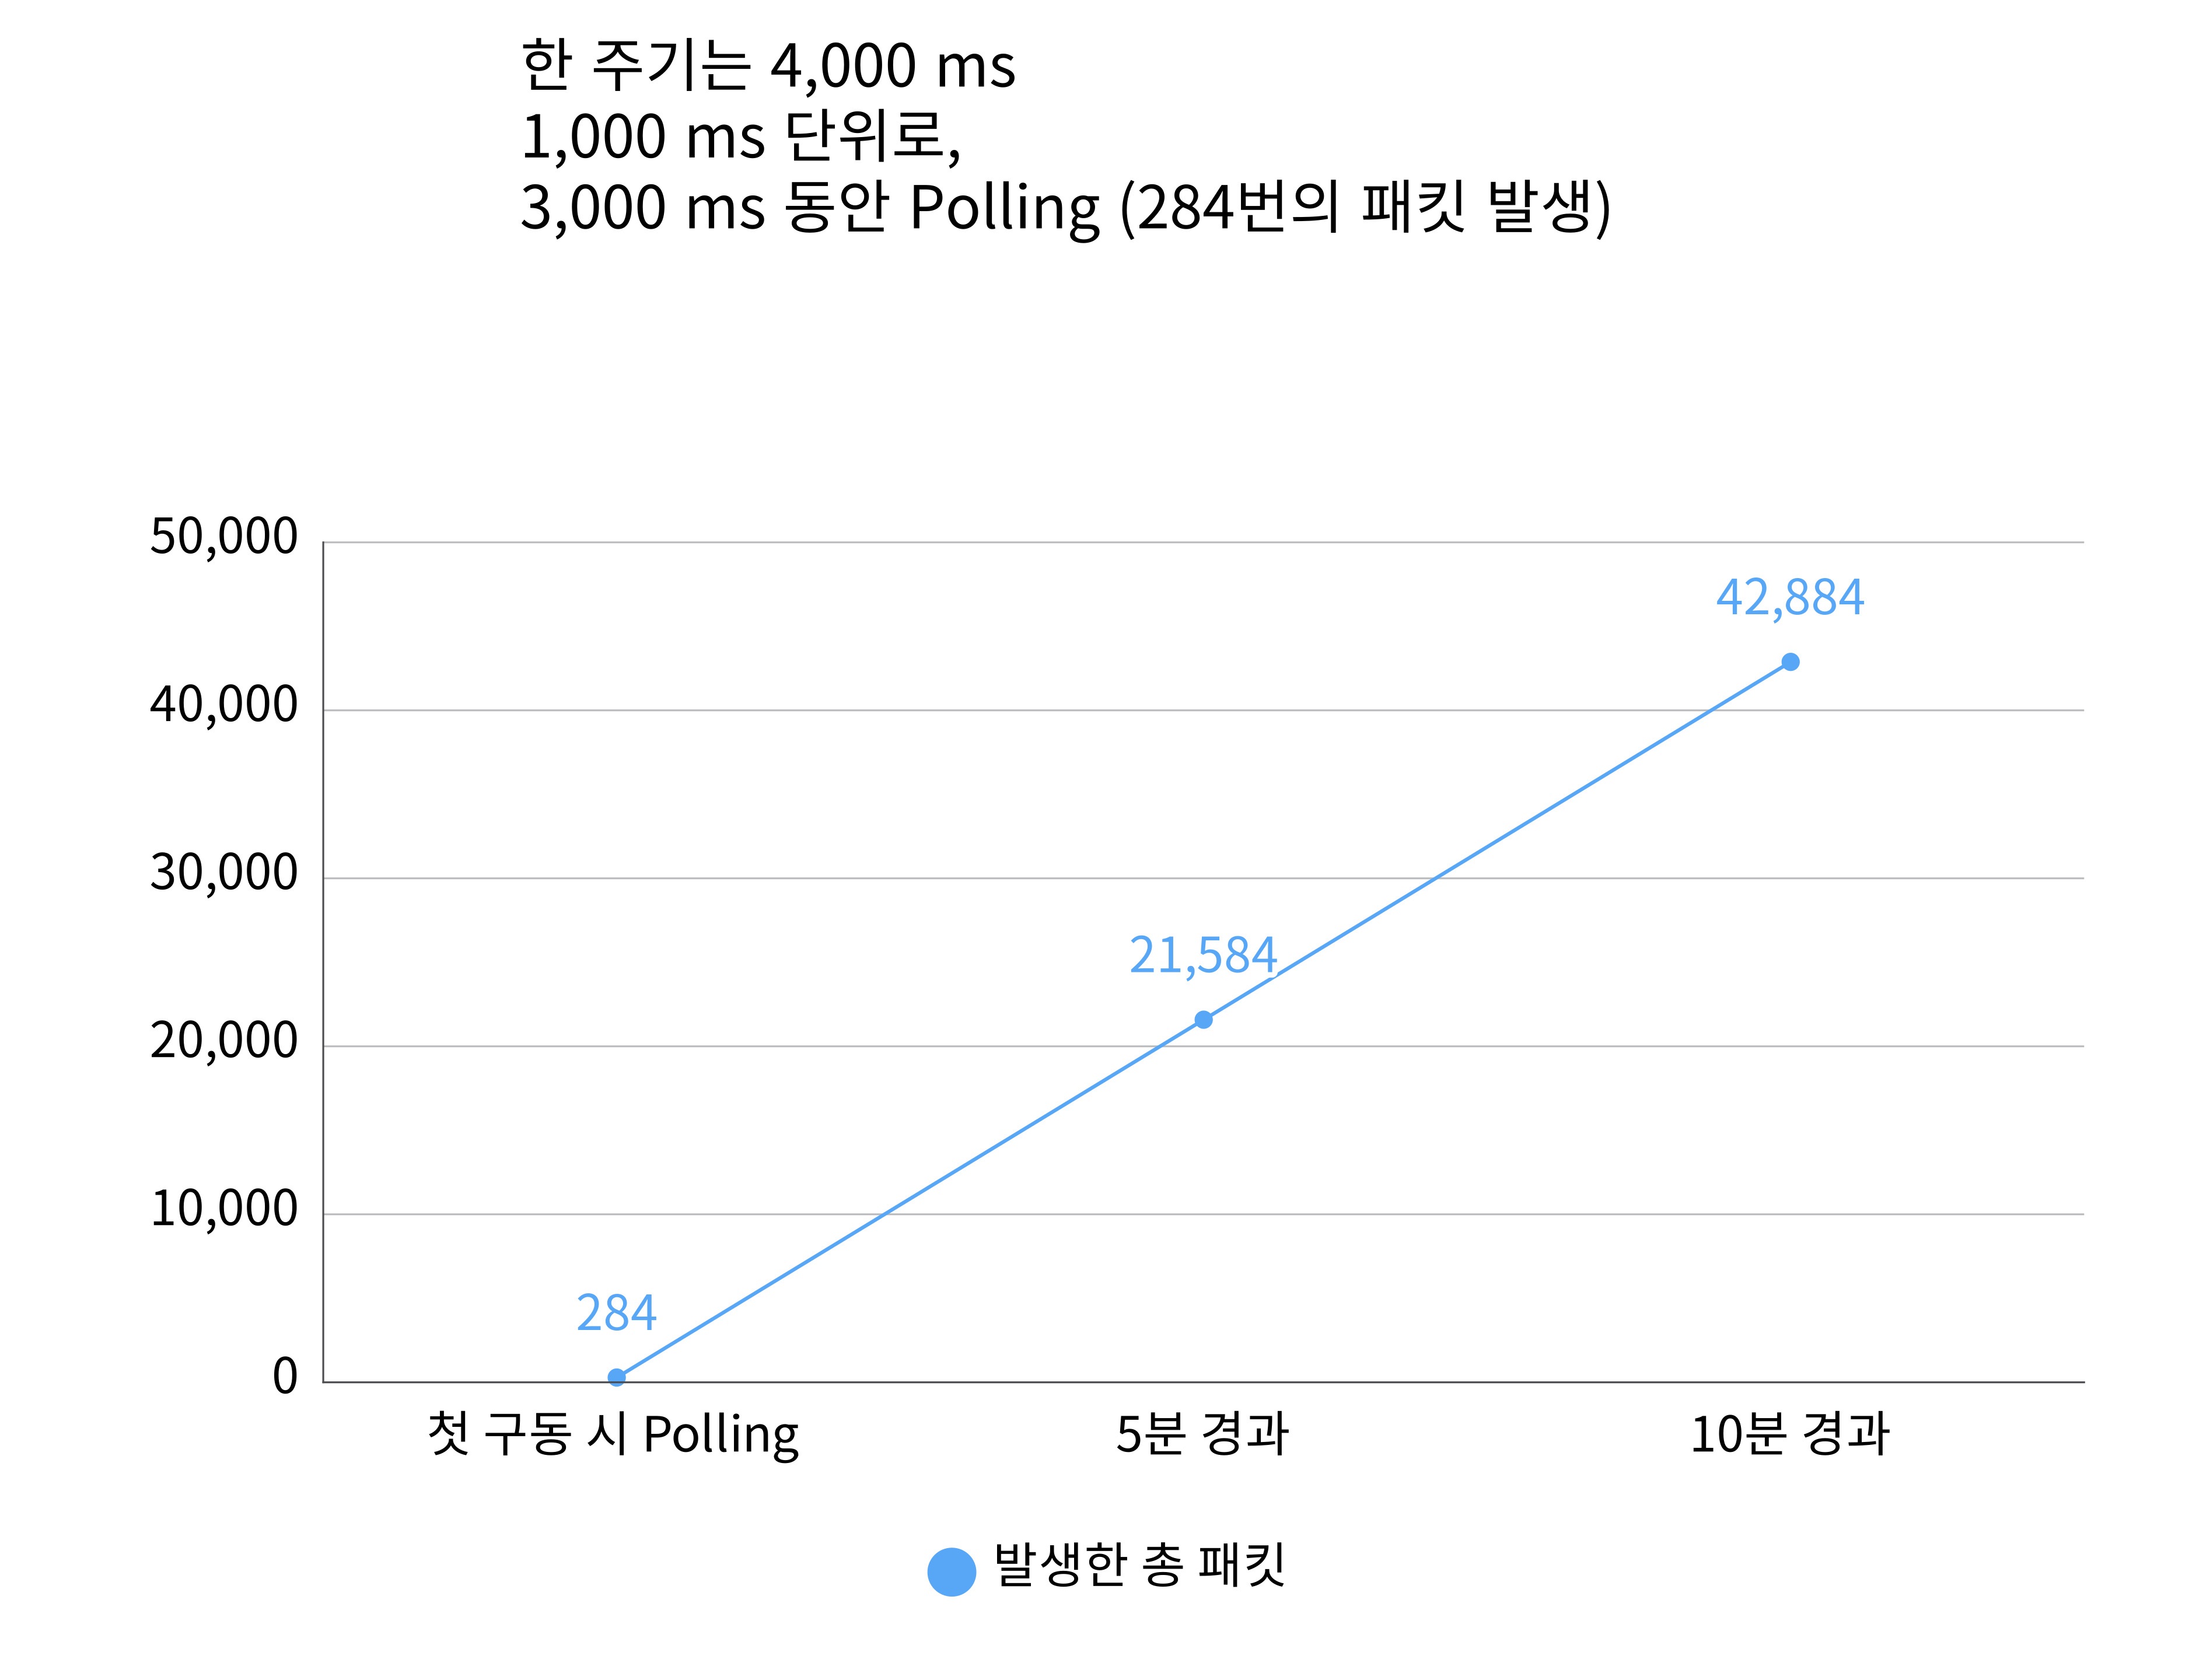 한 주기는 4,000 ms
1,000 ms 단위로,
3,000 ms 동안 Polling (284번의 패킷 발생)
50,000
42,884
40,000
30,000
21,584
20,000
10,000
284
0
첫 구동 시 Polling
5분 경과
10분 경과
발생한 총 패킷